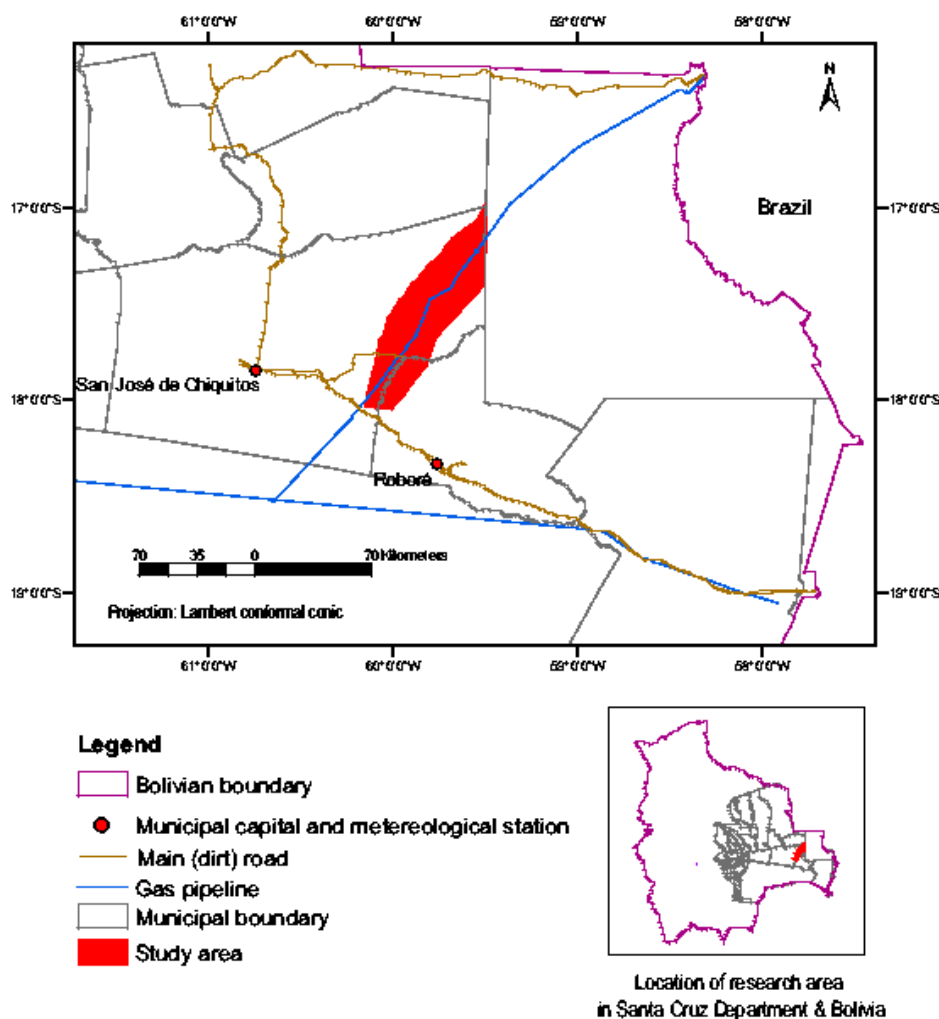 61°0'0"W 60°0'0"W 59°0'0"W 58°0'0"W
N
17°0'0"S 17°0'0"S
Brazil
San José de Chiquitos
18°0'0"S 18°0'0"S
Roboré
70 35 0 70 Kilometers
19°0'0"S 19°0'0"S
Projection: Lambert conformal conic
61°0'0"W 60°0'0"W 59°0'0"W 58°0'0"W
Legend
Bolivian boundary
Municipal capital and metereological station
Main (dirt) road
Gas pipeline
Municipal boundary
Study area
Location of research area
in Santa Cruz Department & Bolivia